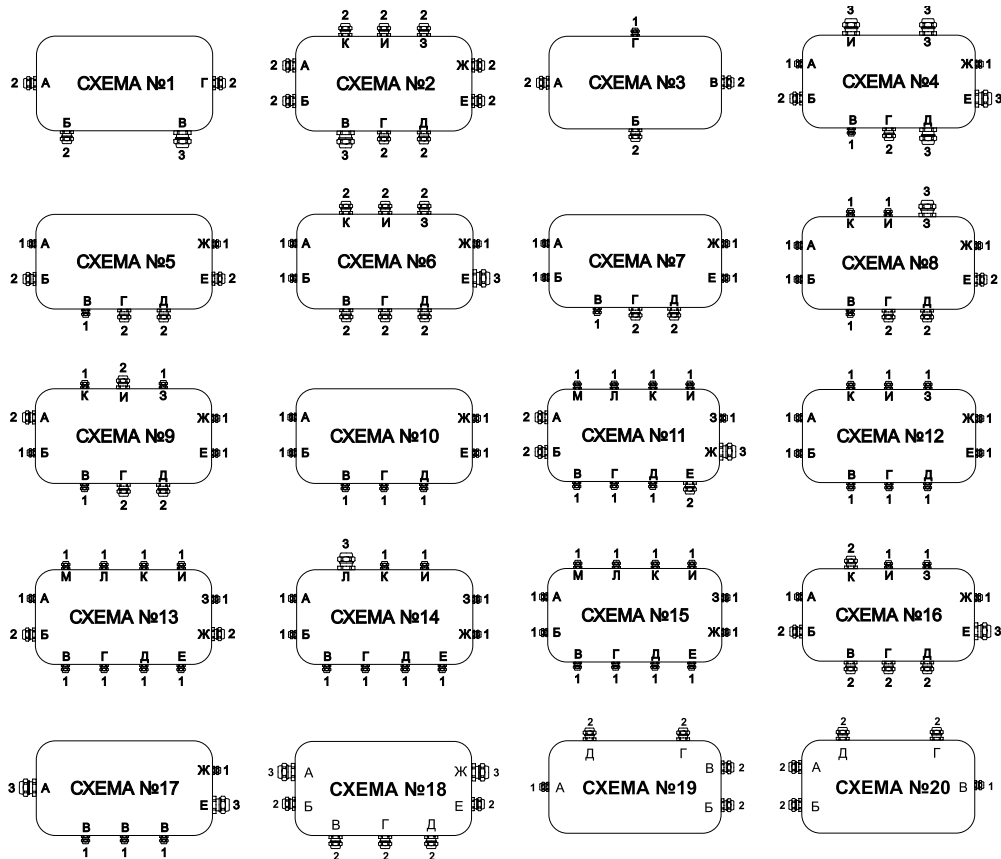 2 А СХЕМА №1 Г 2
Б В
2 3
2 2 2
К И З
2 А Ж 2
СХЕМА №2
2 Б Е 2
В Г Д
3 2 2
1
Г
2 А СХЕМА №3 В 2
Б
2
3 3
И З
1 А Ж 1
СХЕМА №4
2 Б Е 3
В Г Д
1 2 3
1 А Ж 1
СХЕМА №5
2 Б Е 2
В Г Д
1 2 2
2 2 2
К И З
1 А Ж 1
СХЕМА №6
1 Б Е 3
В Г Д
2 2 2
1 А Ж 1
СХЕМА №7
1 Б Е 1
В Г Д
1 2 2
1 1 3
К И З
1 А Ж 1
СХЕМА №8
1 Б Е 2
В Г Д
1 2 2
1 2 1
К И З
2 А Ж 1
СХЕМА №9
1 Б Е 1
В Г Д
1 2 2
1 А Ж 1
СХЕМА №10
1 Б Е 1
В Г Д
1 1 1
1 1 1 1
М Л К И
2 А З 1
СХЕМА №11
2 Б Ж 3
В Г Д Е
1 1 1 2
1 1 1
К И З
1 А Ж 1
СХЕМА №12
1 Б Е 1
В Г Д
1 1 1
1 1 1 1
М Л К И
1 А З 1
СХЕМА №13
2 Б Ж 2
В Г Д Е
1 1 1 1
3 1 1
Л К И
1 А З 1
СХЕМА №14
1 Б Ж 1
В Г Д Е
1 1 1 1
1 1 1 1
М Л К И
1 А З 1
СХЕМА №15
1 Б Ж 1
В Г Д Е
1 1 1 1
2 1 1
К И З
1 А Ж 1
СХЕМА №16
2 Б Е 3
В Г Д
2 2 2
Ж 1
3 А СХЕМА №17
Е 3
В В В
1 1 1
3 А Ж 3
СХЕМА №18
2 Б Е 2
В Г Д
2 2 2
2 2
Д Г
В 2
1 А СХЕМА №19
Б 2
2 2
Д Г
2 А
СХЕМА №20 В 1
2 Б